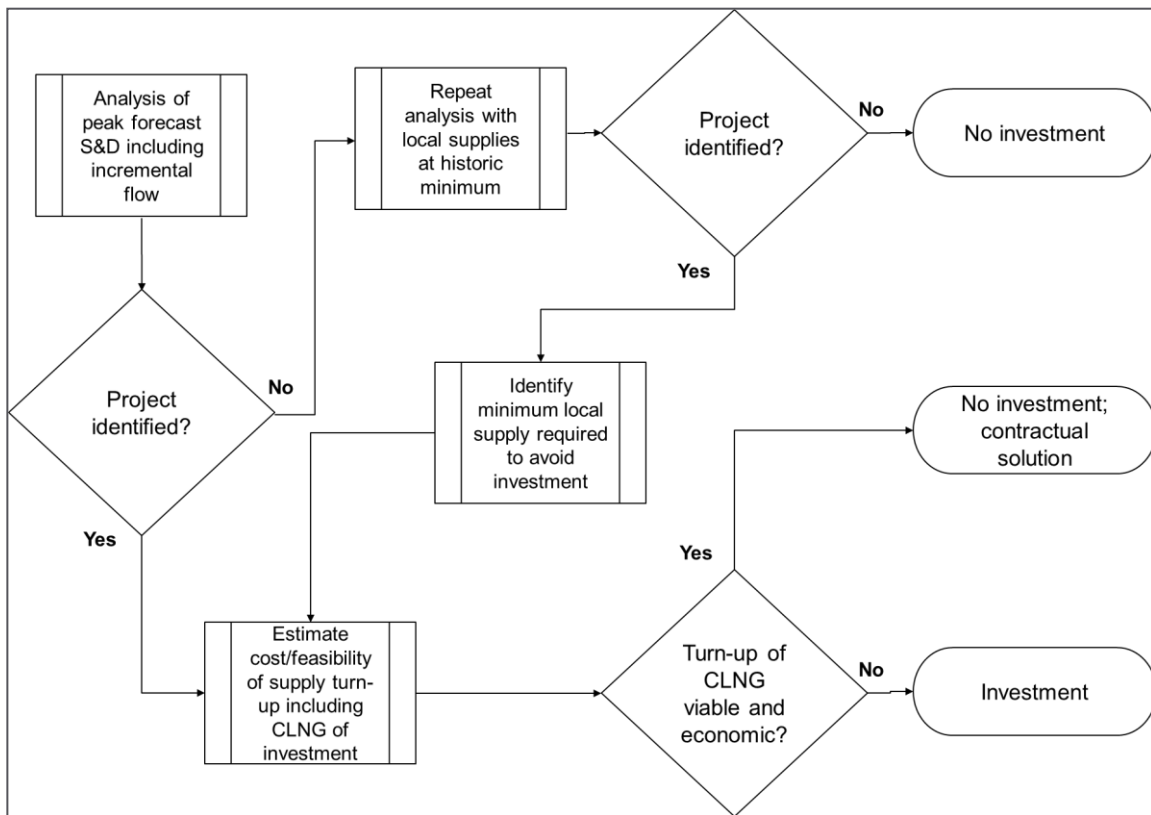 Analysis of
peak forecast
S&D including
incremental
flow
Repeat
analysis with
local supplies
at historic
minimum
Project
identified?
No
No investment
Yes
Project
identified?
No
Identify
minimum local
supply required
to avoid
investment
No investment;
contractual
solution
Yes
Yes
Estimate
cost/feasibility
of supply turn-
up including
CLNG of
investment
Turn-up of
CLNG
viable and
economic?
No
Investment